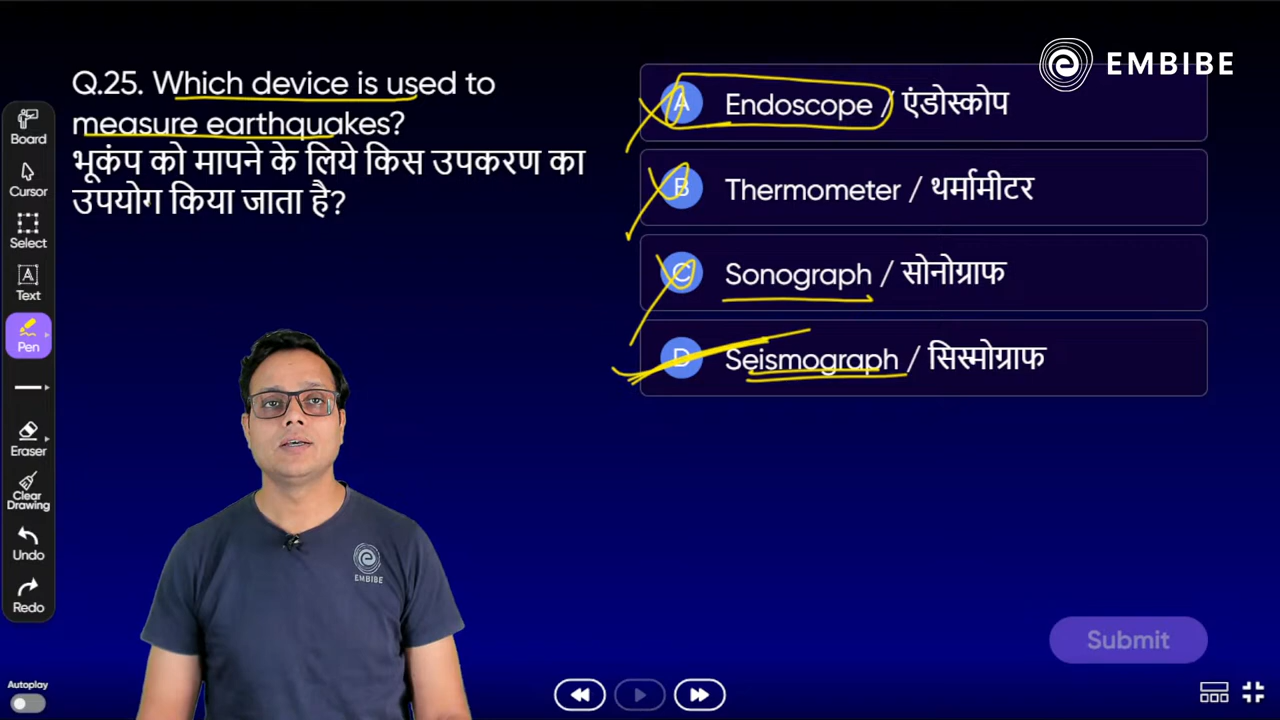 EMBIBE
Q.25. Which device is used to
measure earthquakes?
भूकंप को मापने के लिये किस उपकरण का
उपयोग किया जाता है?
A Endoscope / एंडोस्कोप
B Thermometer / थर्मामीटर
C Sonograph / सोनोग्राफ
D Seismograph / सिस्मोग्राफ
Board
Cursor
Select
Text
Pen
Eraser
Clear
Drawing
Undo
Redo
EMBIBE
Submit
Autoplay